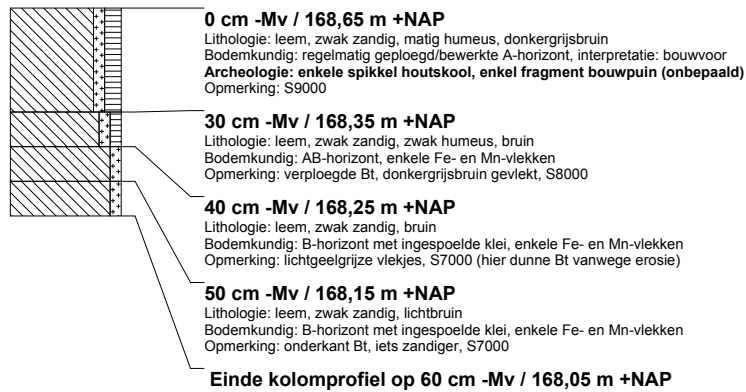 0 cm -Mv / 168,65 m +NAP
Lithologie: leem, zwak zandig, matig humeus, donkergrijsbruin
Bodemkundig: regelmatig geploegd/bewerkte A-horizont, interpretatie: bouwvoor
Archeologie: enkele spikkel houtskool, enkel fragment bouwpuin (onbepaald)
Opmerking: S9000
30 cm -Mv / 168,35 m +NAP
Lithologie: leem, zwak zandig, zwak humeus, bruin
Bodemkundig: AB-horizont, enkele Fe- en Mn-vlekken
Opmerking: verploegde Bt, donkergrijsbruin gevlekt, S8000
40 cm -Mv / 168,25 m +NAP
Lithologie: leem, zwak zandig, bruin
Bodemkundig: B-horizont met ingespoelde klei, enkele Fe- en Mn-vlekken
Opmerking: lichtgeelgrijze vlekjes, S7000 (hier dunne Bt vanwege erosie)
50 cm -Mv / 168,15 m +NAP
Lithologie: leem, zwak zandig, lichtbruin
Bodemkundig: B-horizont met ingespoelde klei, enkele Fe- en Mn-vlekken
Opmerking: onderkant Bt, iets zandiger, S7000
Einde kolomprofiel op 60 cm -Mv / 168,05 m +NAP